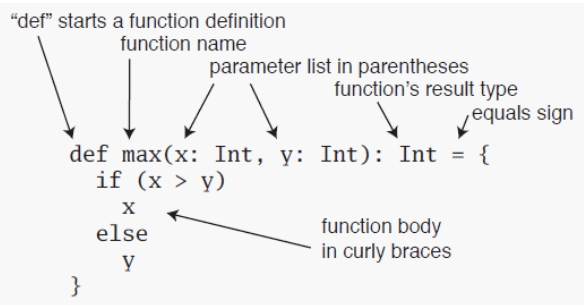 “def” starts a function definition
function name
parameter list in parentheses
function’s result type
equals sign
def max(x: Int, y: Int): Int = {
if (x > y)
x
else
y
}
function body
in curly braces